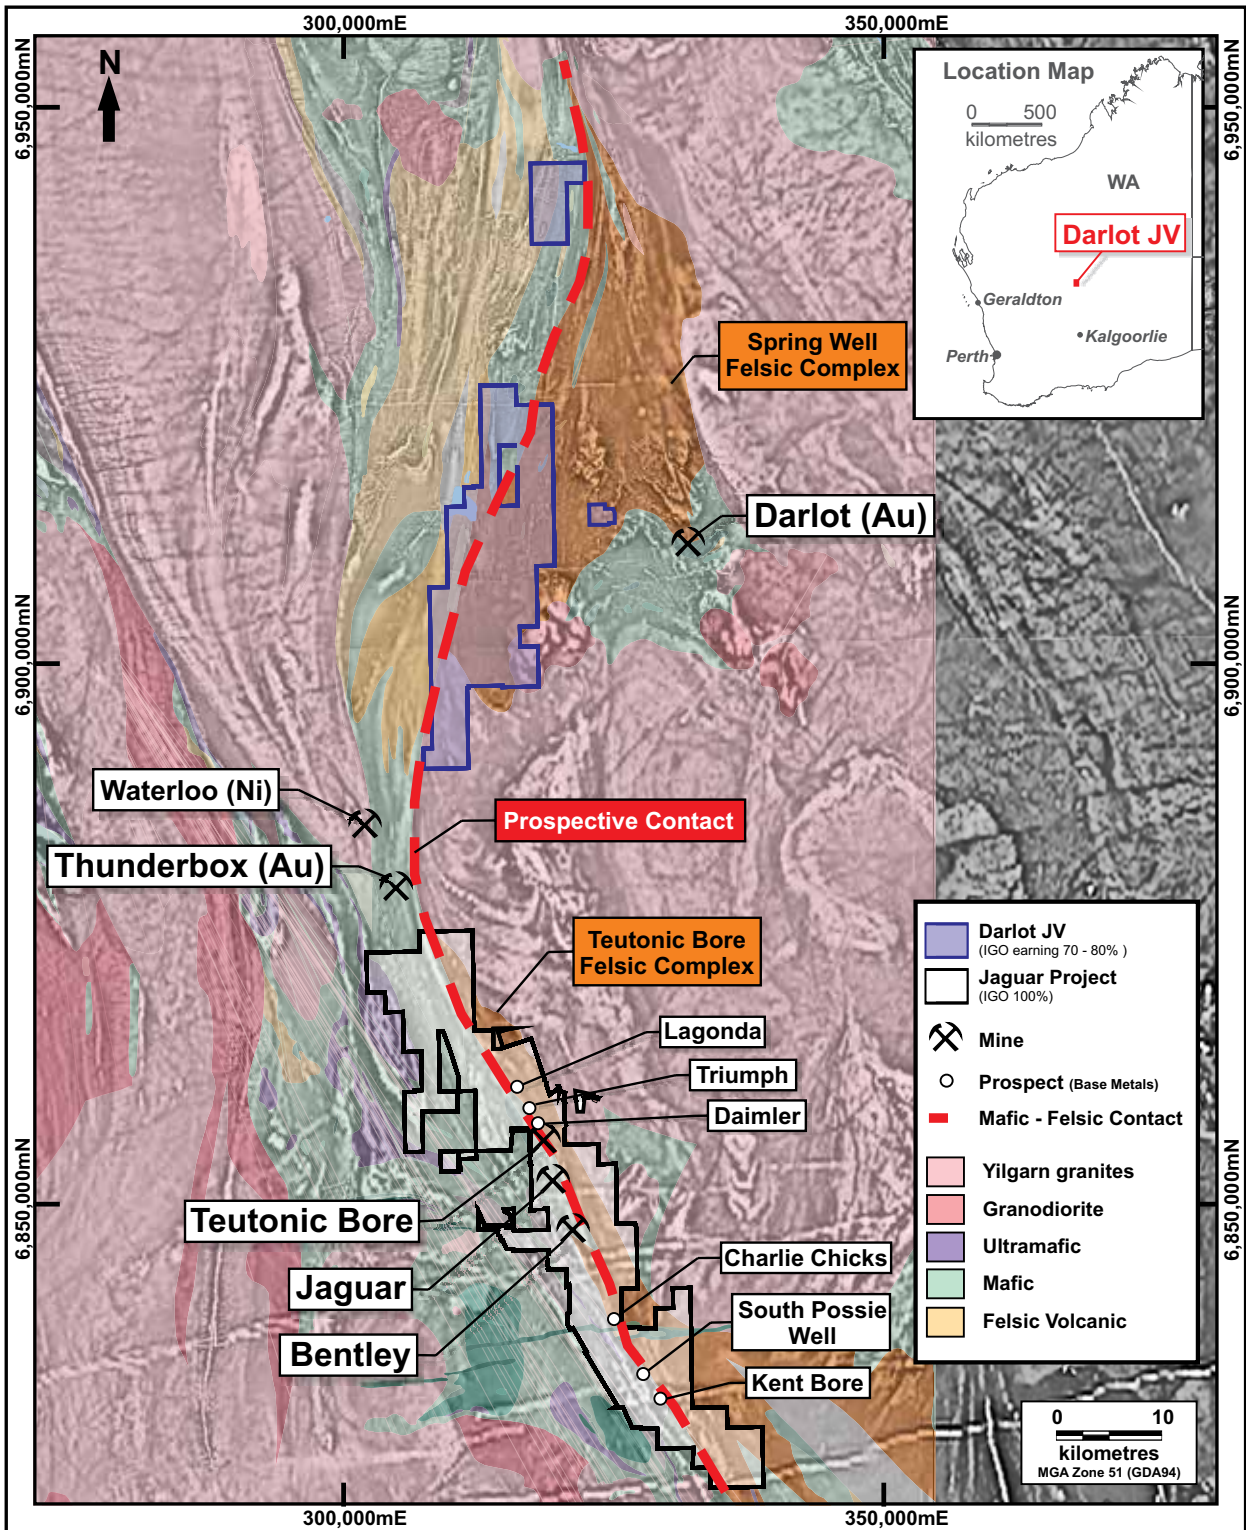 300,000mE
350,000mE
6,950,000mN
6,950,000mN
N
Location Map
0 500
kilometres
WA
Darlot JV
Geraldton
Kalgoorlie
Perth
Spring Well
Felsic Complex
Darlot (Au)
6,900,000mN
6,900,000mN
Waterloo (Ni)
Prospective Contact
Thunderbox (Au)
Teutonic Bore
Felsic Complex
Lagonda
Triumph
Daimler
Teutonic Bore
Jaguar
Bentley
Charlie Chicks
South Possie
Well
Kent Bore
Darlot JV
(IGO earning 70 - 80% )
Jaguar Project
(IGO 100%)
Mine
Prospect (Base Metals)
Mafic - Felsic Contact
Yilgarn granites
Granodiorite
Ultramafic
Mafic
Felsic Volcanic
6,850,000mN
6,850,000mN
0 10
kilometres
MGA Zone 51 (GDA94)
300,000mE
350,000mE